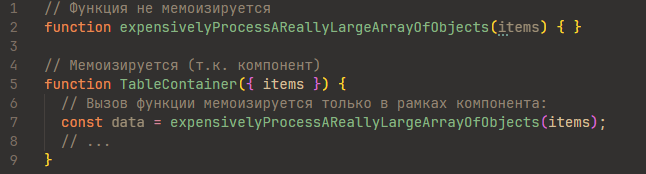 1 // Функция не мемоизируется
2 function expensivelyProcessAReallyLargeArrayOfObjects(items) { }
3
4 // Мемоизируется (т.к. компонент)
5 function TableContainer({ items }) {
6 // Вызов функции мемоизируется только в рамках компонента:
7 const data = expensivelyProcessAReallyLargeArrayOfObjects(items);
8 // ...
9 }